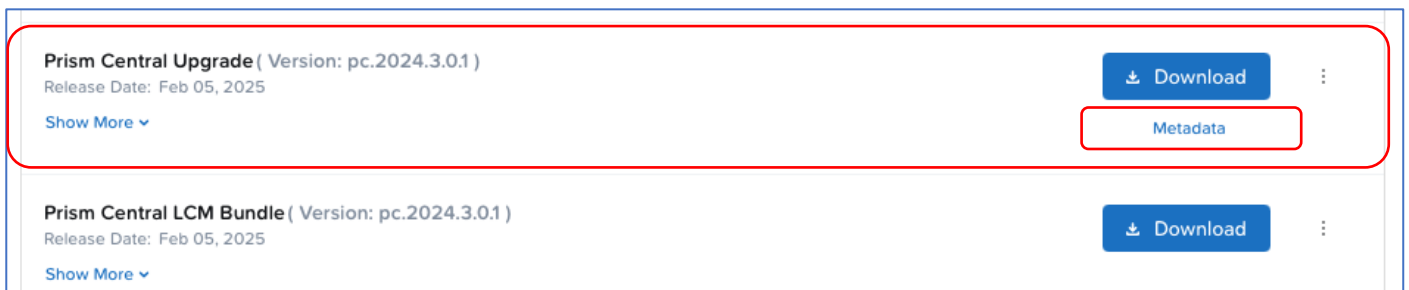 Prism Central Upgrade ( Version: pc.2024.3.0.1 )
Download
Release Date: Feb 05, 2025
Show More
Metadata
Prism Central LCM Bundle ( Version: pc.2024.3.0.1 )
Download
Release Date: Feb 05, 2025
Show More